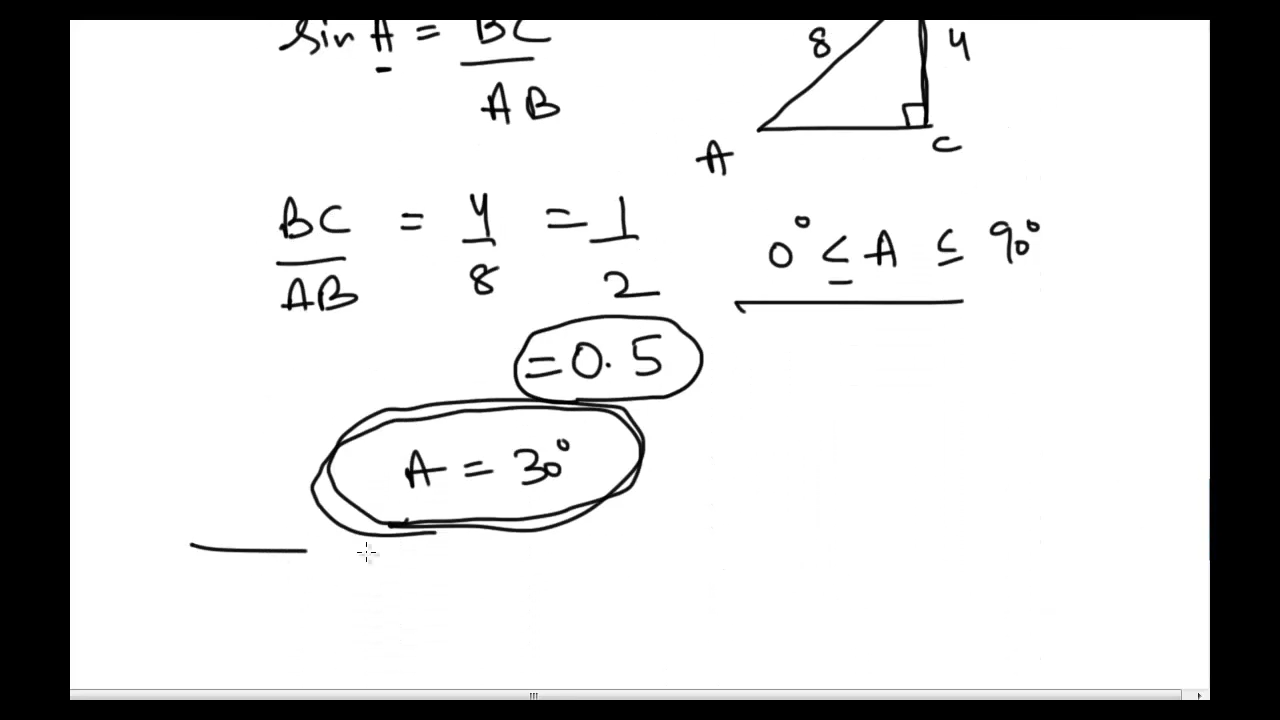 sin A = BC
AB
8
4
A
C
BC = 4 = 1
AB 8 2
0° ≤ A ≤ 90°
= 0.5
A = 30°